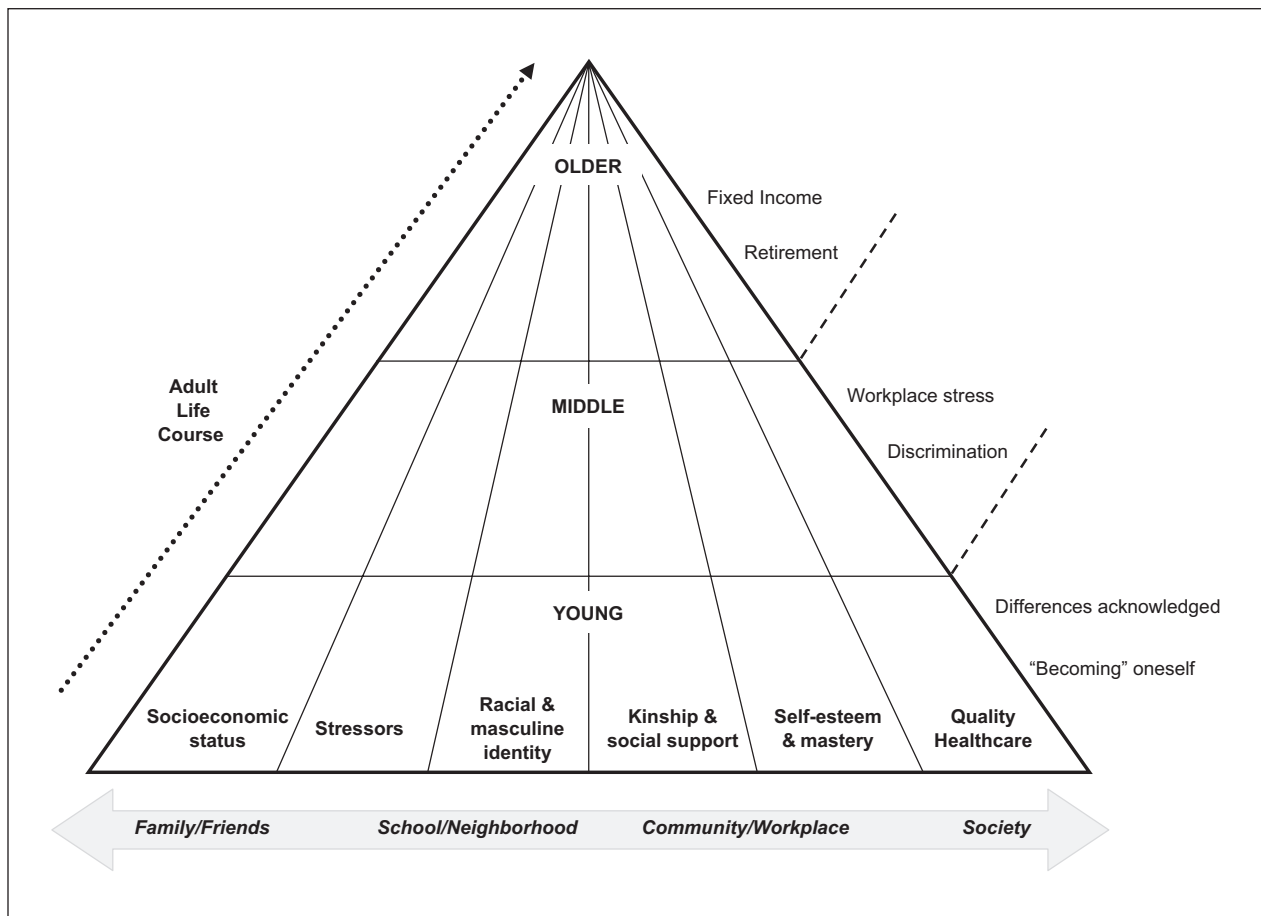 OLDER
Fixed Income
Retirement
Adult
Life
Course
MIDDLE
Workplace stress
Discrimination
YOUNG
Differences acknowledged
“Becoming” oneself
Socioeconomic
status
Stressors
Racial &
masculine
identity
Kinship &
social support
Self-esteem
& mastery
Quality
Healthcare
Family/Friends
School/Neighborhood
Community/Workplace
Society